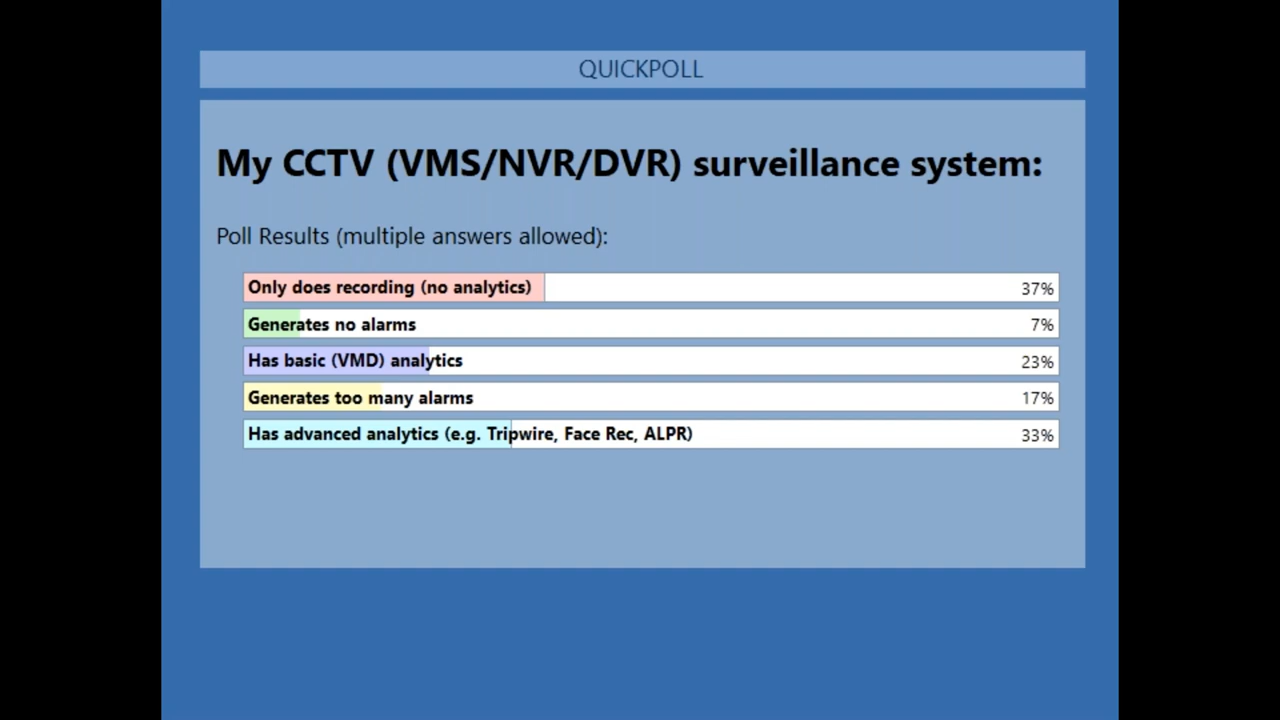 QUICKPOLL
My CCTV (VMS/NVR/DVR) surveillance system:
Poll Results (multiple answers allowed):
Only does recording (no analytics) 37%
Generates no alarms 7%
Has basic (VMD) analytics 23%
Generates too many alarms 17%
Has advanced analytics (e.g. Tripwire, Face Rec, ALPR) 33%